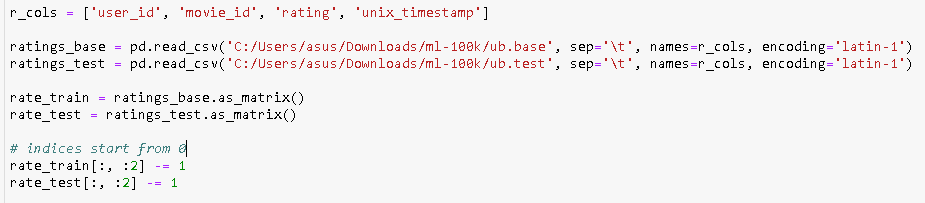 r_cols = ['user_id', 'movie_id', 'rating', 'unix_timestamp']
ratings_base = pd.read_csv('C:/Users/asus/Downloads/ml-100k/ub.base', sep='\t', names=r_cols, encoding='latin-1')
ratings_test = pd.read_csv('C:/Users/asus/Downloads/ml-100k/ub.test', sep='\t', names=r_cols, encoding='latin-1')
rate_train = ratings_base.as_matrix()
rate_test = ratings_test.as_matrix()
# indices start from 0
rate_train[:, :2] -= 1
rate_test[:, :2] -= 1